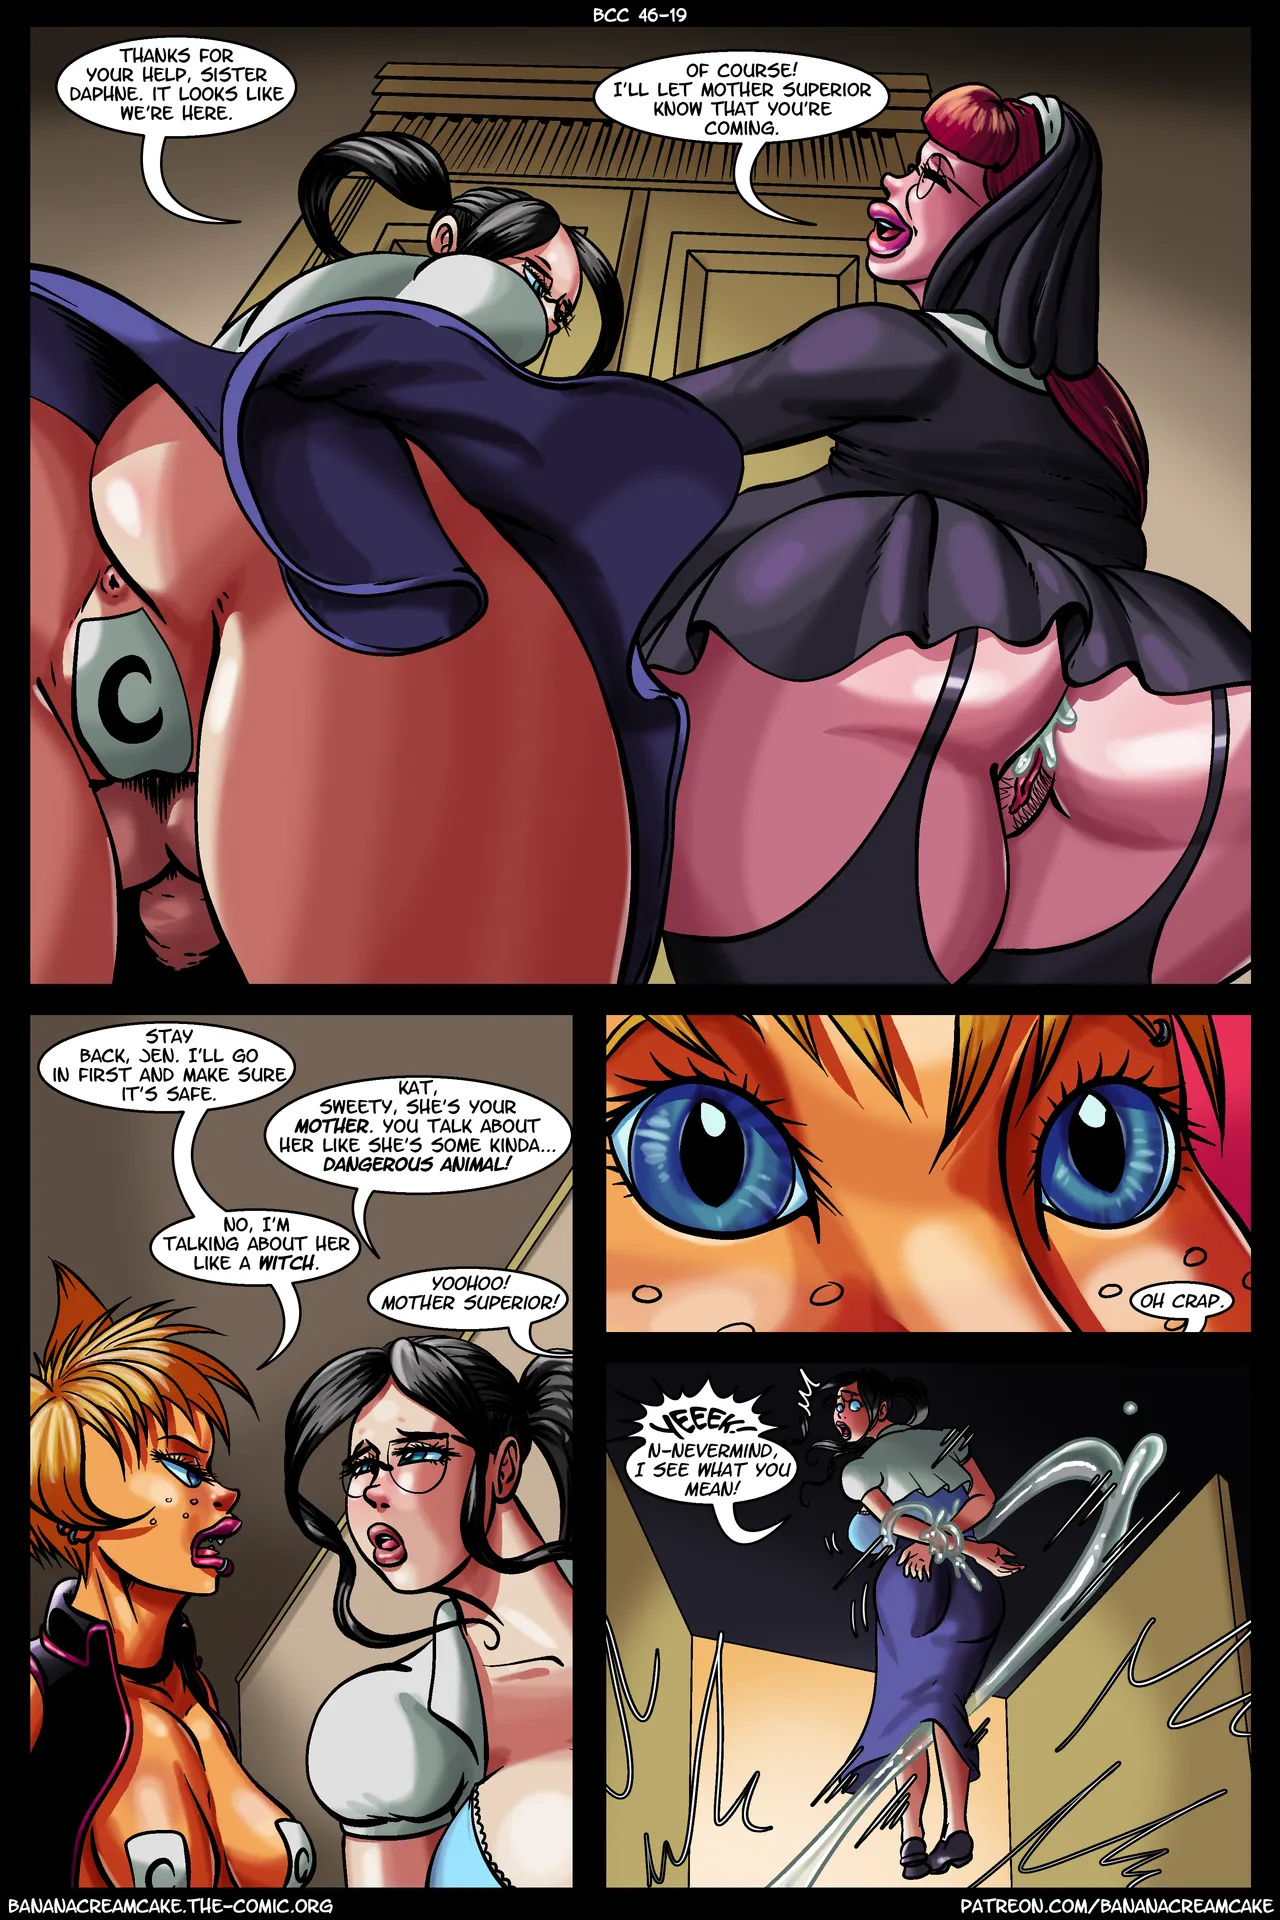 BCC 46-19
THANKS FOR
YOUR HELP, SISTER
DAPHNE. IT LOOKS LIKE
WE'RE HERE.
OF COURSE!
I'LL LET MOTHER SUPERIOR
KNOW THAT YOU'RE
COMING.
C
STAY
BACK, JEN. I'LL GO
IN FIRST AND MAKE SURE
IT'S SAFE.
KAT,
SWEETY, SHE'S YOUR
MOTHER. YOU TALK ABOUT
HER LIKE SHE'S SOME KINDA...
DANGEROUS ANIMAL!
NO, I'M
TALKING ABOUT HER
LIKE A WITCH.
YOOHOO!
MOTHER SUPERIOR!
C
C
OH CRAP.
YEEEK--
N-NEVERMIND,
I SEE WHAT YOU
MEAN!
BANANACREAMCAKE.THE-COMIC.ORG
PATREON.COM/BANANACREAMCAKE